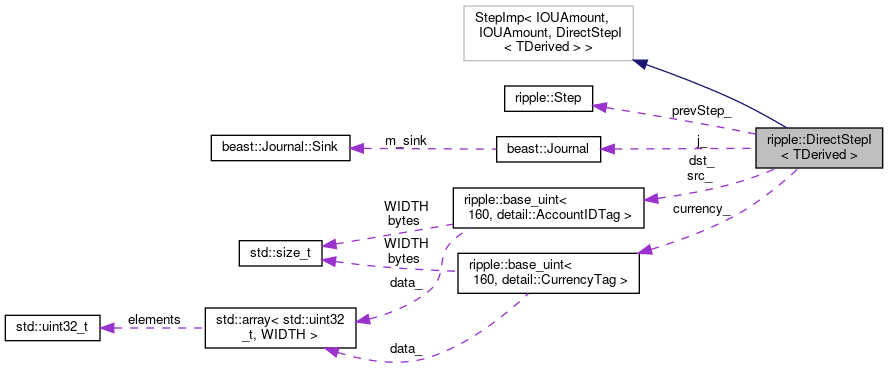 StepImp< IOUAmount,
IOUAmount, DirectStepI
< TDerived > >
ripple::Step
prevStep_
ripple::DirectStepI
< TDerived >
beast::Journal::Sink
m_sink
beast::Journal
j_
dst_
src_
ripple::base_uint<
160, detail::AccountIDTag >
WIDTH
bytes
currency_
std::size_t
WIDTH
bytes
ripple::base_uint<
160, detail::CurrencyTag >
data_
std::uint32_t
elements
std::array< std::uint32
_t, WIDTH >
data_